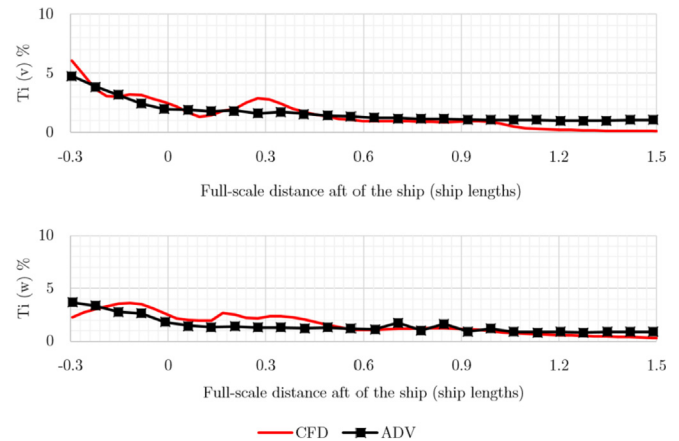 10
Ti (v) %
5
0
-0.3 0 0.3 0.6 0.9 1.2 1.5
Full-scale distance aft of the ship (ship lengths)
10
Ti (w) %
5
0
-0.3 0 0.3 0.6 0.9 1.2 1.5
Full-scale distance aft of the ship (ship lengths)
CFD ADV